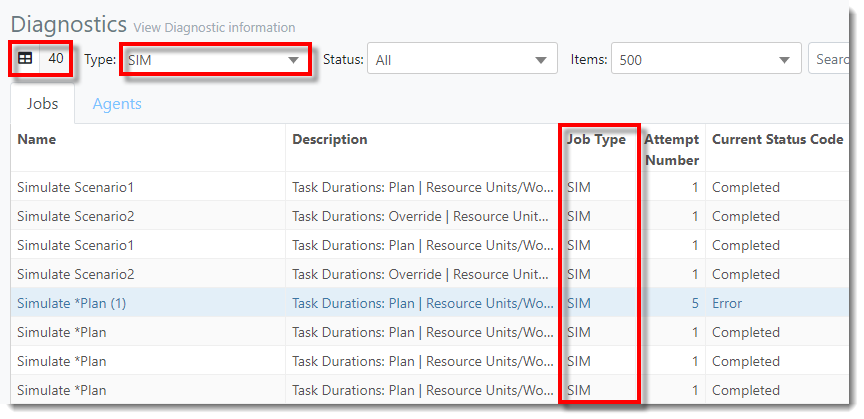 Diagnostics View Diagnostic information
40 Type: SIM Status: All Items: 500 Searc
Jobs Agents
Name Description Job Type Attempt Number Current Status Code
Simulate Scenario1 Task Durations: Plan | Resource Units/Wo... SIM 1 Completed
Simulate Scenario2 Task Durations: Override | Resource Unit... SIM 1 Completed
Simulate Scenario1 Task Durations: Plan | Resource Units/Wo... SIM 1 Completed
Simulate Scenario2 Task Durations: Override | Resource Unit... SIM 1 Completed
Simulate *Plan (1) Task Durations: Plan | Resource Units/Wo... SIM 5 Error
Simulate *Plan Task Durations: Plan | Resource Units/Wo... SIM 1 Completed
Simulate *Plan Task Durations: Plan | Resource Units/Wo... SIM 1 Completed
Simulate *Plan Task Durations: Plan | Resource Units/Wo... SIM 1 Completed